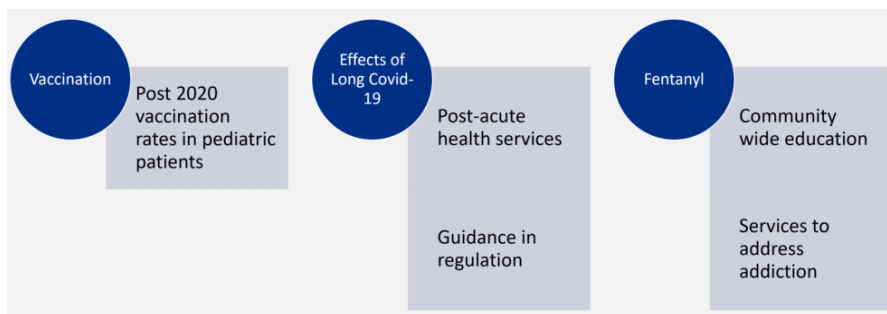 Vaccination
Post 2020
vaccination
rates in pediatric
patients
Effects of
Long Covid-
19
Post-acute
health services
Guidance in
regulation
Fentanyl
Community
wide education
Services to
address
addiction